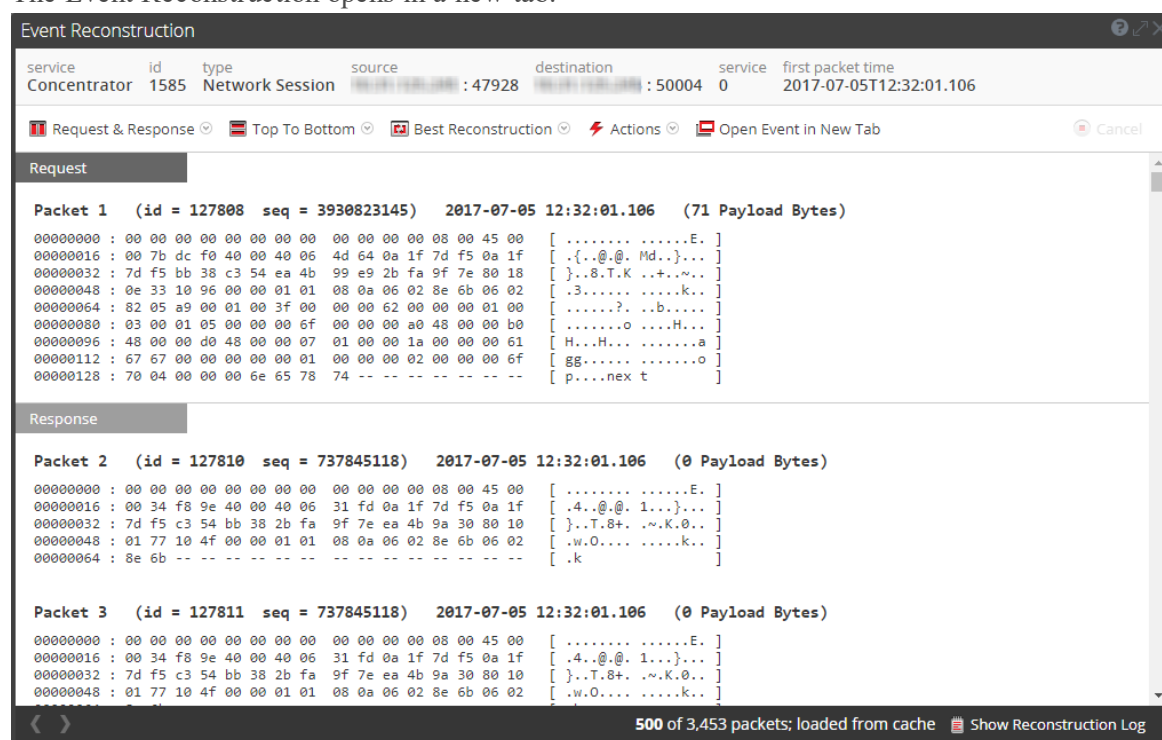 The Event Reconstruction opens in a new tab.
Event Reconstruction
service id type source destination service first packet time
Concentrator 1585 Network Session : 47928 : 50004 0 2017-07-05T12:32:01.106
Request & Response Top To Bottom Best Reconstruction Actions Open Event in New Tab Cancel
Request
Packet 1 (id = 127808 seq = 3930823145) 2017-07-05 12:32:01.106 (71 Payload Bytes)
00000000 : 00 00 00 00 00 00 00 00 00 00 00 00 08 00 45 00 [ ........ ......E. ]
00000016 : 00 7b dc f0 40 00 40 06 4d 64 0a 1f 7d f5 0a 1f [ .{..@.@. Md..}... ]
00000032 : 7d f5 bb 38 c3 54 ea 4b 99 e9 2b fa 9f 7e 80 18 [ }..8.T.K ..+..~.. ]
00000048 : 0e 33 10 96 00 00 01 01 08 0a 06 02 8e 6b 06 02 [ .3...... .....k.. ]
00000064 : 82 05 a9 00 01 00 3f 00 00 00 62 00 00 00 01 00 [ ......?. ..b..... ]
00000080 : 03 00 01 05 00 00 00 6f 00 00 00 a0 48 00 00 b0 [ .......o ....H... ]
00000096 : 48 00 00 d0 48 00 00 07 01 00 00 1a 00 00 00 61 [ H...H... .......a ]
00000112 : 67 67 00 00 00 00 00 01 00 00 00 02 00 00 00 6f [ gg...... .......o ]
00000128 : 70 04 00 00 00 6e 65 78 74 -- -- -- -- -- -- -- [ p....nex t ]
Response
Packet 2 (id = 127810 seq = 737845118) 2017-07-05 12:32:01.106 (0 Payload Bytes)
00000000 : 00 00 00 00 00 00 00 00 00 00 00 00 08 00 45 00 [ ........ ......E. ]
00000016 : 00 34 f8 9e 40 00 40 06 31 fd 0a 1f 7d f5 0a 1f [ .4..@.@. 1...}... ]
00000032 : 7d f5 c3 54 bb 38 2b fa 9f 7e ea 4b 9a 30 80 10 [ }..T.8+. .~.K.0.. ]
00000048 : 01 77 10 4f 00 00 01 01 08 0a 06 02 8e 6b 06 02 [ .w.O.... .....k.. ]
00000064 : 8e 6b -- -- -- -- -- -- -- -- -- -- -- -- -- -- [ .k ]
Packet 3 (id = 127811 seq = 737845118) 2017-07-05 12:32:01.106 (0 Payload Bytes)
00000000 : 00 00 00 00 00 00 00 00 00 00 00 00 08 00 45 00 [ ........ ......E. ]
00000016 : 00 34 f8 9e 40 00 40 06 31 fd 0a 1f 7d f5 0a 1f [ .4..@.@. 1...}... ]
00000032 : 7d f5 c3 54 bb 38 2b fa 9f 7e ea 4b 9a 30 80 10 [ }..T.8+. .~.K.0.. ]
00000048 : 01 77 10 4f 00 00 01 01 08 0a 06 02 8e 6b 06 02 [ .w.O.... .....k.. ]
500 of 3,453 packets; loaded from cache Show Reconstruction Log